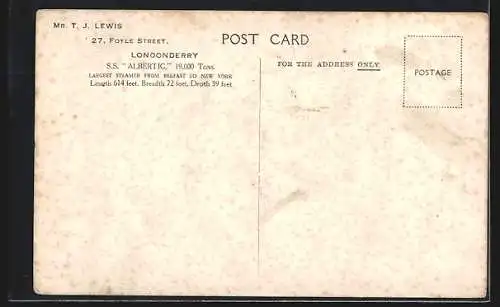 Mr. T. J. LEWIS
27, Foyle Street,
LONDONDERRY
S.S. "ALBERTIC," 19,000 Tons.
LARGEST STEAMER FROM BELFAST TO NEW YORK
Length 614 feet, Breadth 72 feet, Depth 39 feet
POST CARD
FOR THE ADDRESS ONLY.
POSTAGE